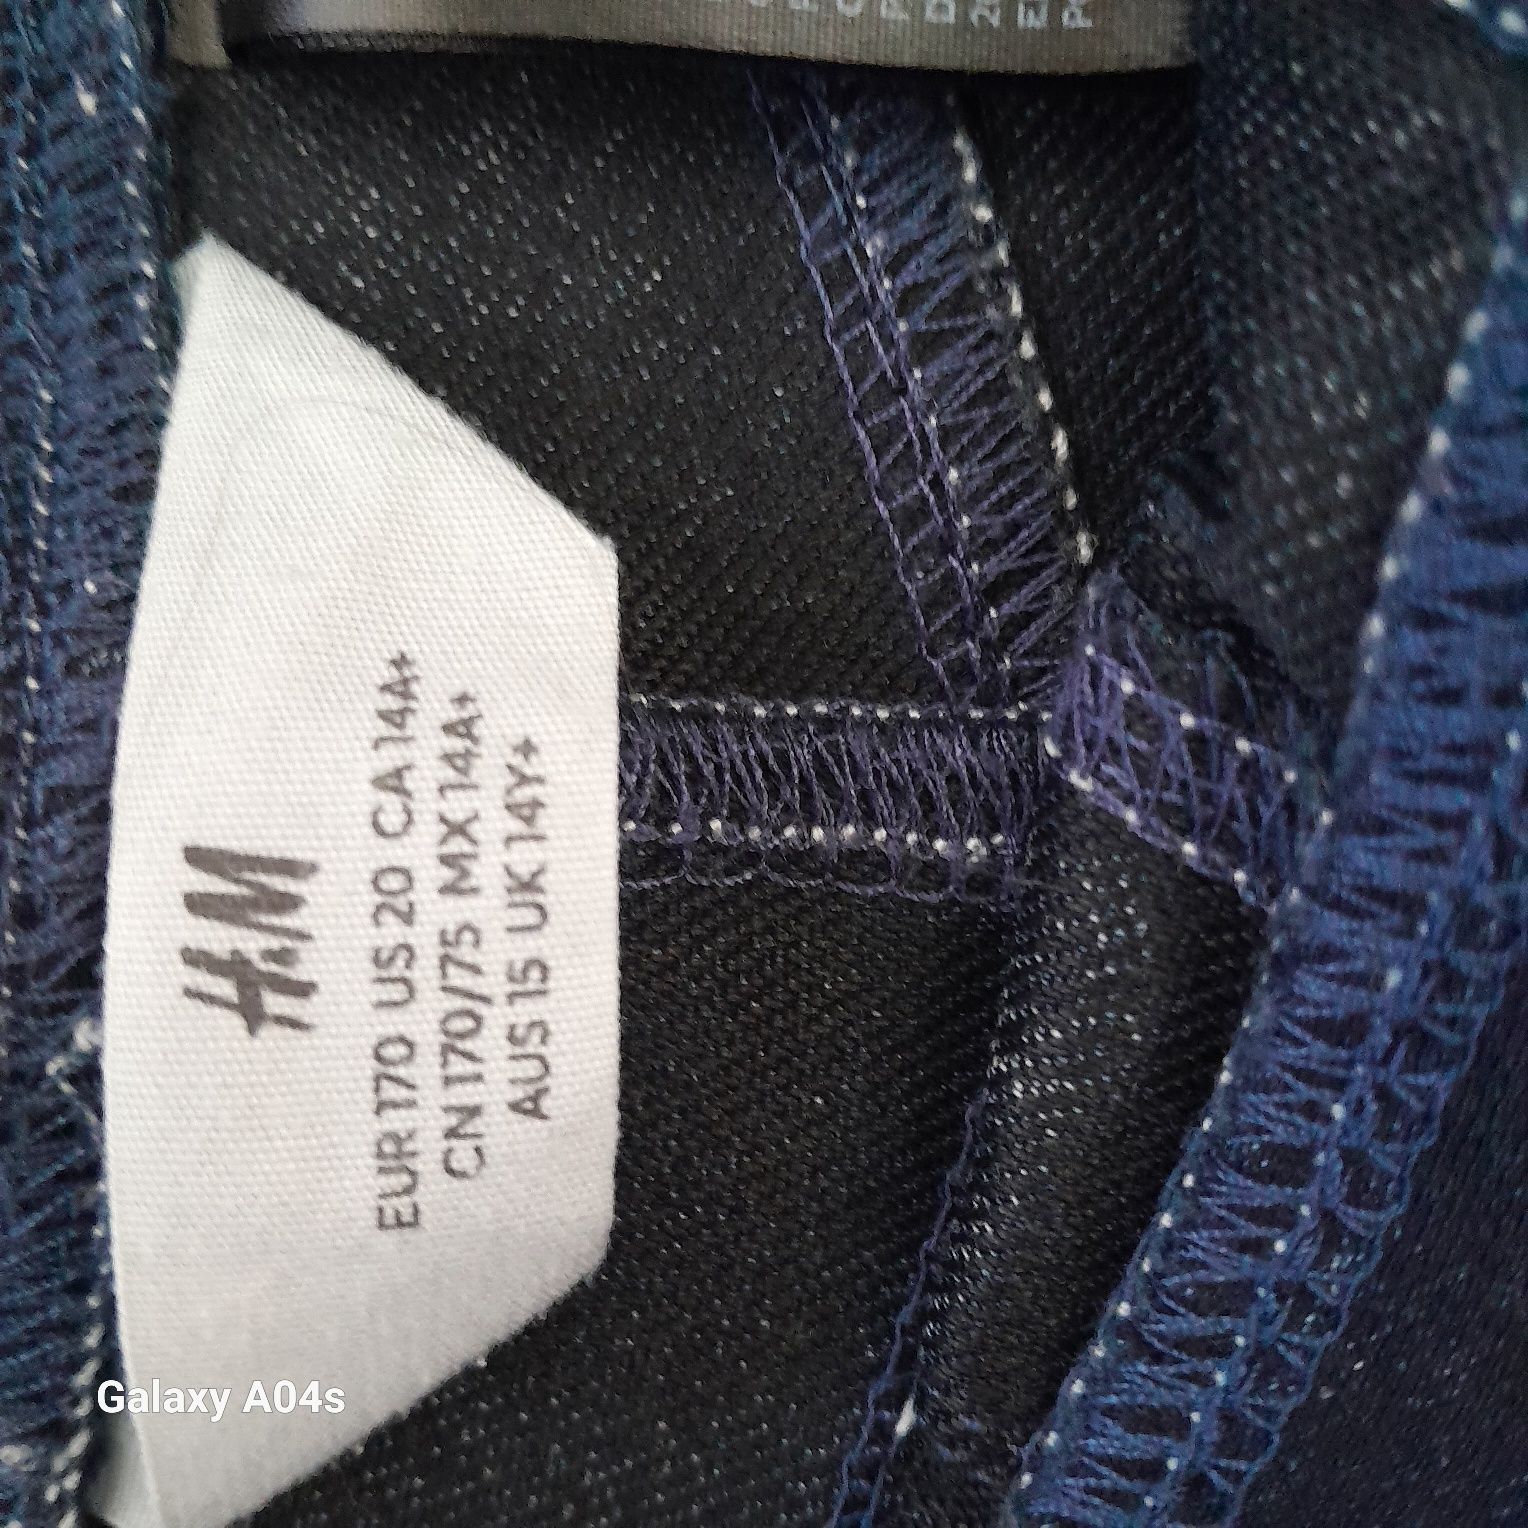 H&M
EUR 170 US 20 CA 14A+
CN 170/75 MX 14A+
AUS 15 UK 14Y+
Galaxy A04s